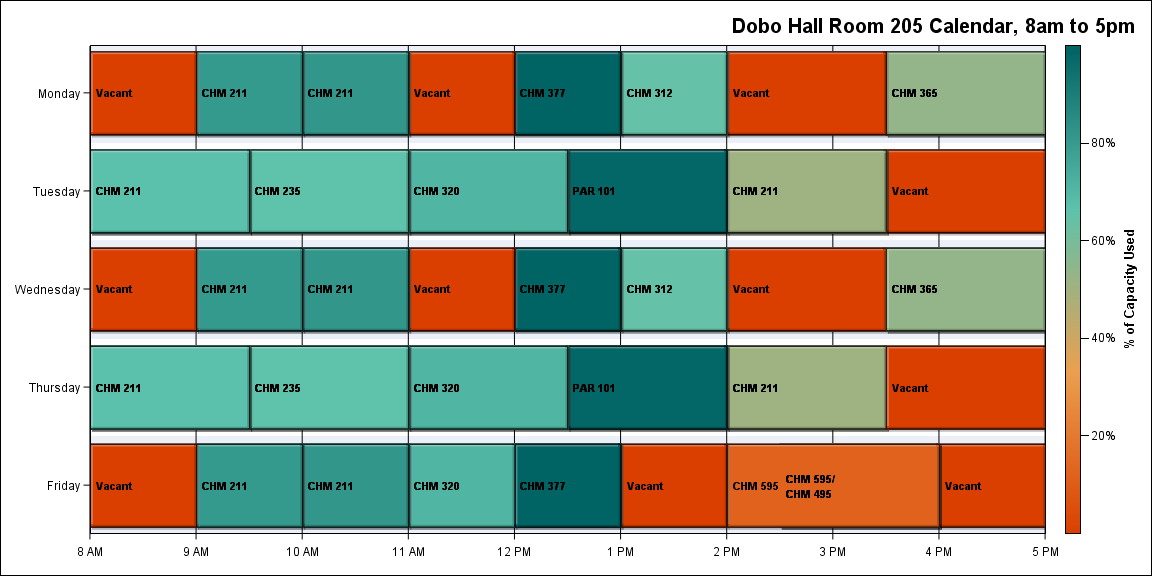 Dobo Hall Room 205 Calendar, 8am to 5pm
Monday
Vacant
CHM 211
CHM 211
Vacant
CHM 377
CHM 312
Vacant
CHM 365
Tuesday
CHM 211
CHM 235
CHM 320
PAR 101
CHM 211
Vacant
Wednesday
Vacant
CHM 211
CHM 211
Vacant
CHM 377
CHM 312
Vacant
CHM 365
Thursday
CHM 211
CHM 235
CHM 320
PAR 101
CHM 211
Vacant
Friday
Vacant
CHM 211
CHM 211
CHM 320
CHM 377
Vacant
CHM 595
CHM 595/
CHM 495
Vacant
8 AM
9 AM
10 AM
11 AM
12 PM
1 PM
2 PM
3 PM
4 PM
5 PM
80%
60%
40%
20%
% of Capacity Used